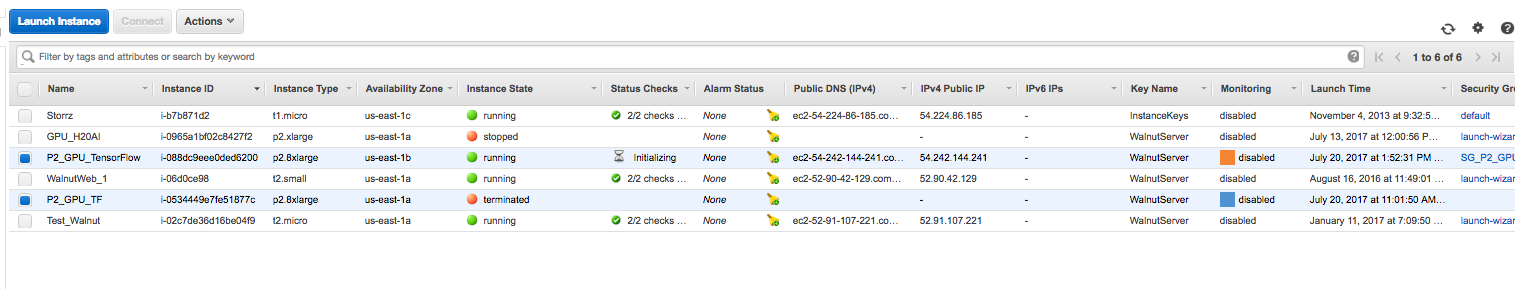 Launch Instance Connect Actions
Filter by tags and attributes or search by keyword 1 to 6 of 6
Name Instance ID Instance Type Availability Zone Instance State Status Checks Alarm Status Public DNS (IPv4) IPv4 Public IP IPv6 IPs Key Name Monitoring Launch Time Security Gro
Storrz i-b7b871d2 t1.micro us-east-1c running 2/2 checks ... None ec2-54-224-86-185.co... 54.224.86.185 - InstanceKeys disabled November 4, 2013 at 9:32:5... default
GPU_H20AI i-0965a1bf02c8427f2 p2.xlarge us-east-1a stopped None - - WalnutServer disabled July 13, 2017 at 12:00:56 P... launch-wizar
P2_GPU_TensorFlow i-088dc9eee0ded6200 p2.8xlarge us-east-1b running Initializing None ec2-54-242-144-241.co... 54.242.144.241 - WalnutServer disabled July 20, 2017 at 1:52:31 PM ... SG_P2_GPU
WalnutWeb_1 i-06d0ce98 t2.small us-east-1a running 2/2 checks ... None ec2-52-90-42-129.com... 52.90.42.129 - WalnutServer disabled August 16, 2016 at 11:49:01 ... launch-wizar
P2_GPU_TF i-0534449e7fe51877c p2.8xlarge us-east-1a terminated None - - WalnutServer disabled July 20, 2017 at 11:01:50 AM...
Test_Walnut i-02c7de36d16be04f9 t2.micro us-east-1a running 2/2 checks ... None ec2-52-91-107-221.co... 52.91.107.221 - WalnutServer disabled January 11, 2017 at 7:09:50 ... launch-wizar